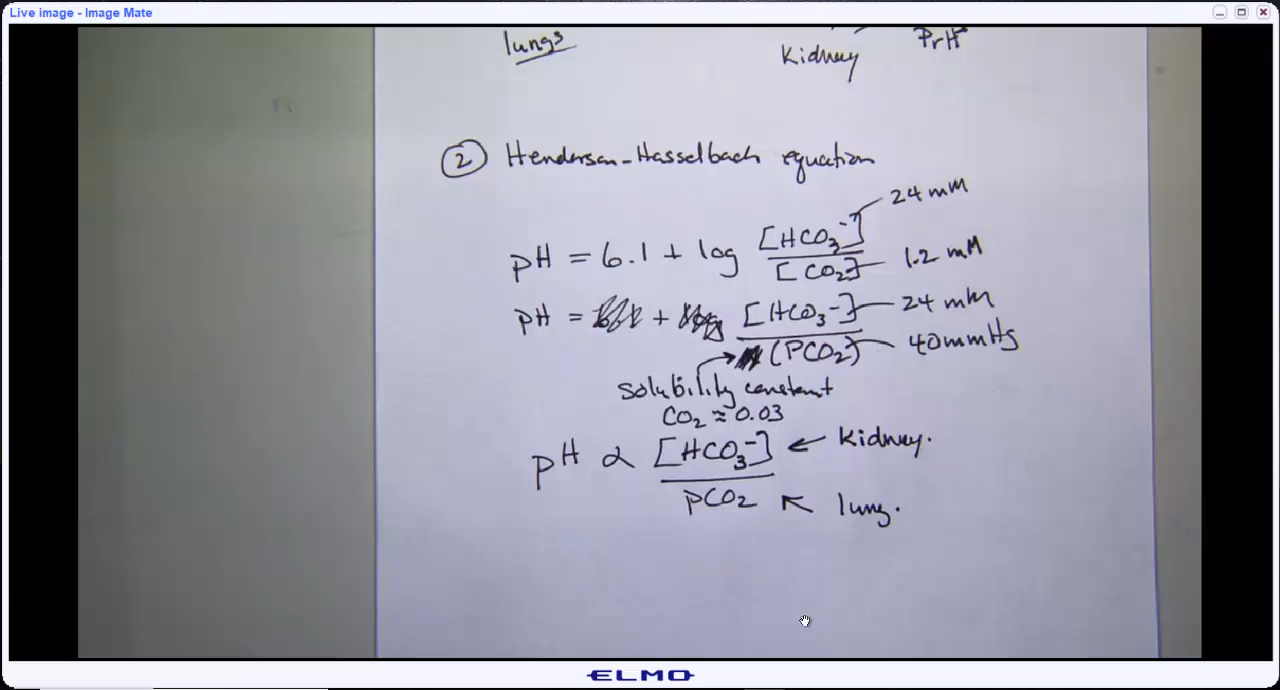 Live image - Image Mate
lungs
Kidney
PrH
② Henderson-Hasselbach equation
pH = 6.1 + log [HCO₃⁻] 24 mM
[CO₂] 1.2 mM
pH = + [HCO₃⁻] 24 mM
(PCO₂) 40mmHg
solubility constant
CO₂ ≈ 0.03
pH ∝ [HCO₃⁻] ← Kidney.
PCO₂ ↖ lung.
ELMO